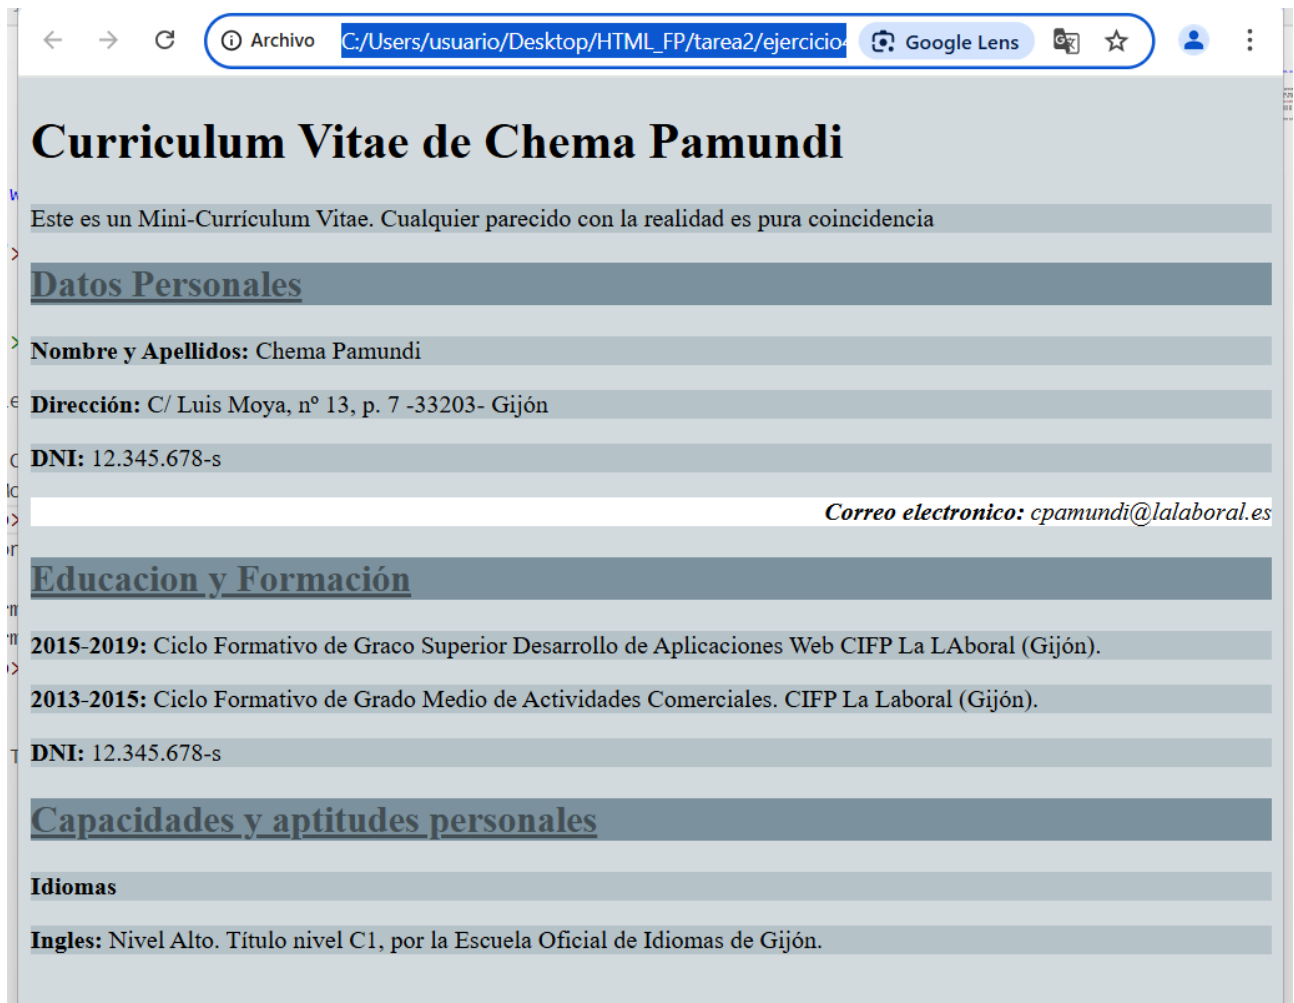 Archivo C:/Users/usuario/Desktop/HTML_FP/tarea2/ejercicio4 Google Lens
Curriculum Vitae de Chema Pamundi
Este es un Mini-Currículum Vitae. Cualquier parecido con la realidad es pura coincidencia
Datos Personales
Nombre y Apellidos: Chema Pamundi
Dirección: C/ Luis Moya, nº 13, p. 7 -33203- Gijón
DNI: 12.345.678-s
Correo electronico: cpamundi@lalaboral.es
Educacion y Formación
2015-2019: Ciclo Formativo de Graco Superior Desarrollo de Aplicaciones Web CIFP La LAboral (Gijón).
2013-2015: Ciclo Formativo de Grado Medio de Actividades Comerciales. CIFP La Laboral (Gijón).
DNI: 12.345.678-s
Capacidades y aptitudes personales
Idiomas
Ingles: Nivel Alto. Título nivel C1, por la Escuela Oficial de Idiomas de Gijón.